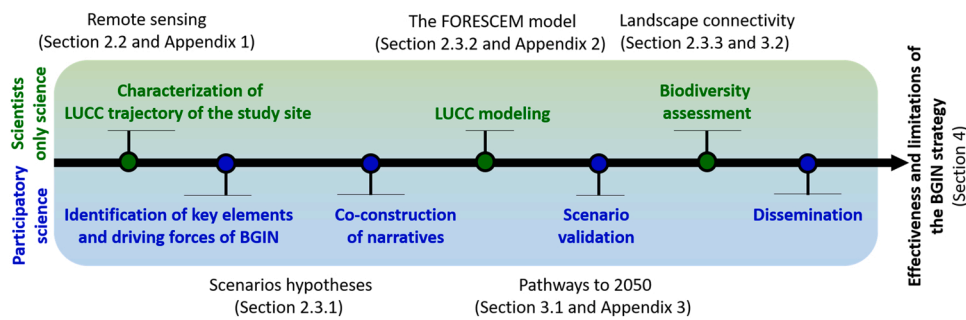 Remote sensing
(Section 2.2 and Appendix 1)
The FORESCEM model
(Section 2.3.2 and Appendix 2)
Landscape connectivity
(Section 2.3.3 and 3.2)
Scientists
only science
Characterization of
LUCC trajectory of the study site
LUCC modeling
Biodiversity
assessment
Participatory
science
Identification of key elements
and driving forces of BGIN
Co-construction
of narratives
Scenario
validation
Dissemination
Scenarios hypotheses
(Section 2.3.1)
Pathways to 2050
(Section 3.1 and Appendix 3)
Effectiveness and limitations of
the BGIN strategy
(Section 4)